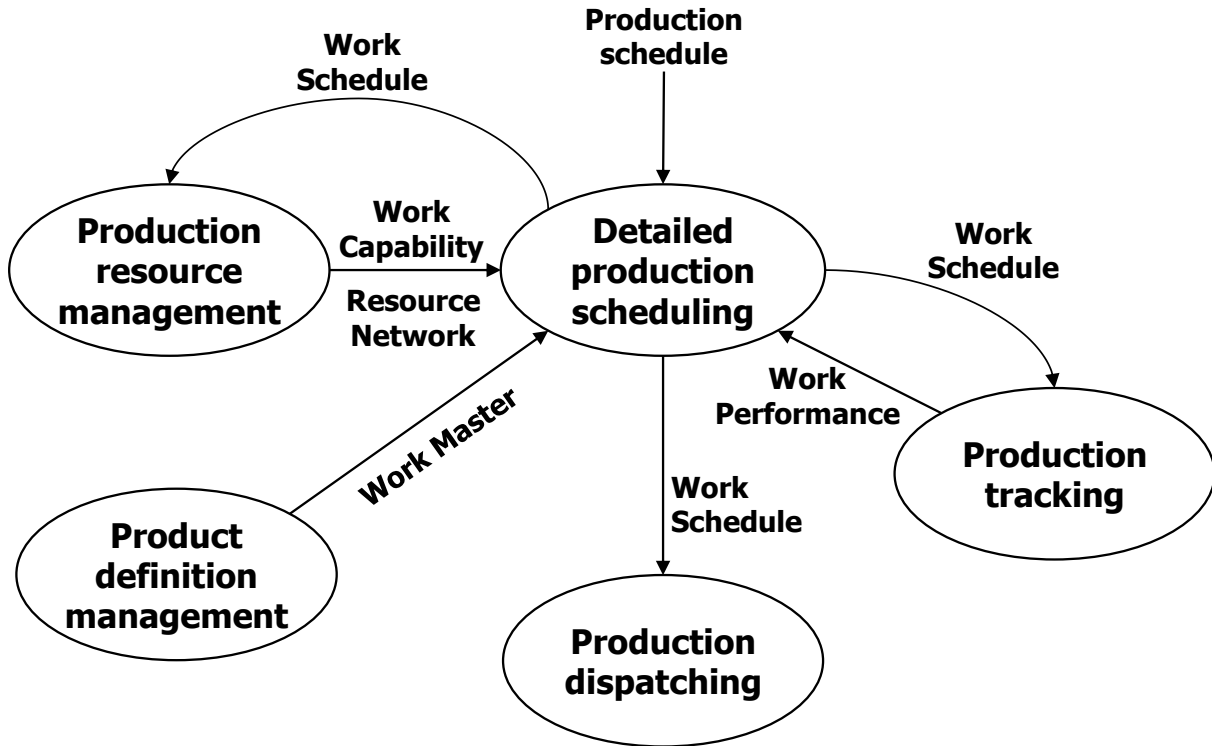 Production
schedule
Work
Schedule
Production
resource
management
Work
Capability
Resource
Network
Detailed
production
scheduling
Work
Schedule
Work
Performance
Production
tracking
Work Master
Work
Schedule
Product
definition
management
Production
dispatching